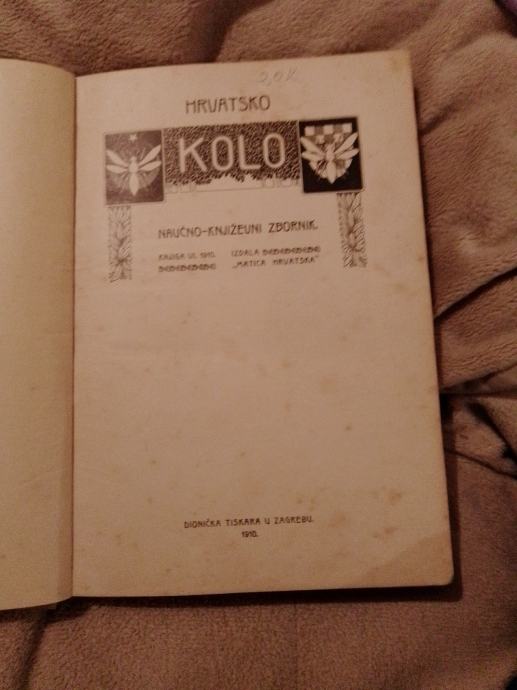 HRVATSKO
KOLO
NAUČNO-KNJIŽEVNI ZBORNIK.
KNJIGA VI. 1910. IZDALA
„MATICA HRVATSKA“
DIONIČKA TISKARA U ZAGREBU.
1910.